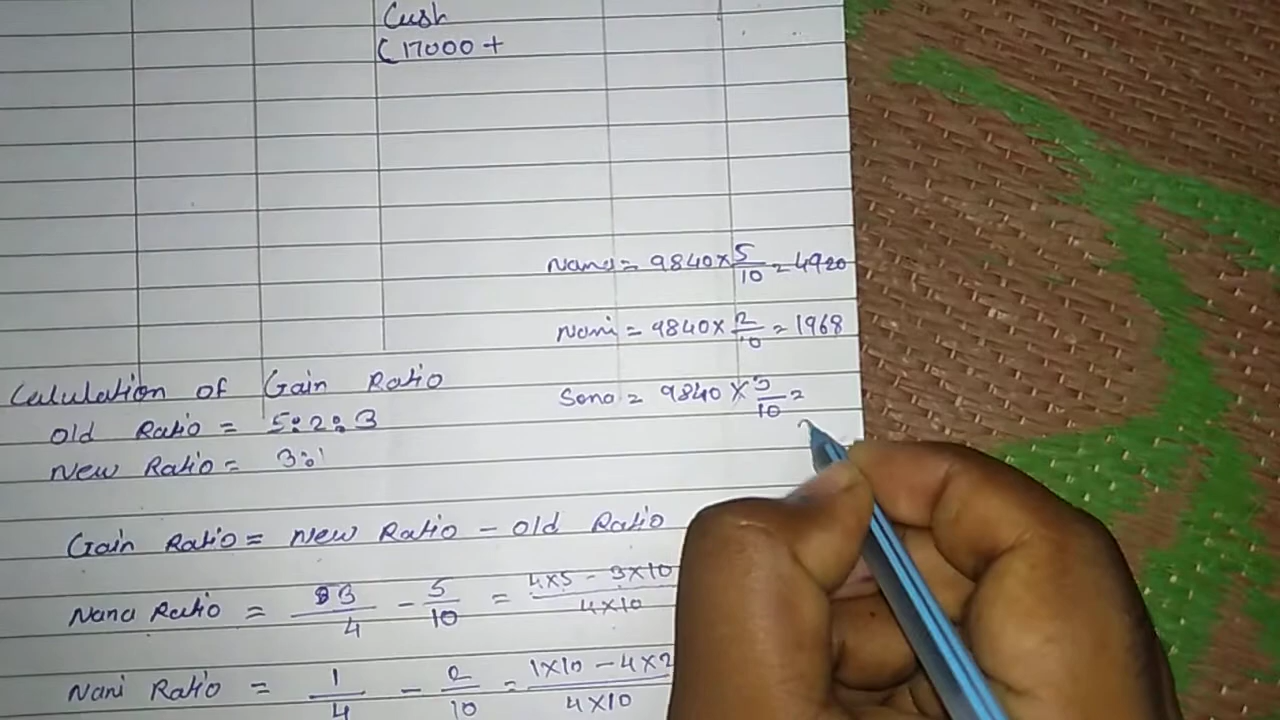 Cash
(17000 +
Nana = 9840 × 5/10 = 4920
Nani = 9840 × 2/10 = 1968
Sona = 9840 × 3/10 =
Calulation of Gain Ratio
Old Ratio = 5:2:3
New Ratio = 3:1
Gain Ratio = New Ratio - old Ratio
Nana Ratio = 3/4 - 5/10 = 4×5 - 3×10/4×10
Nani Ratio = 1/4 - 2/10 = 1×10 - 4×2/4×10